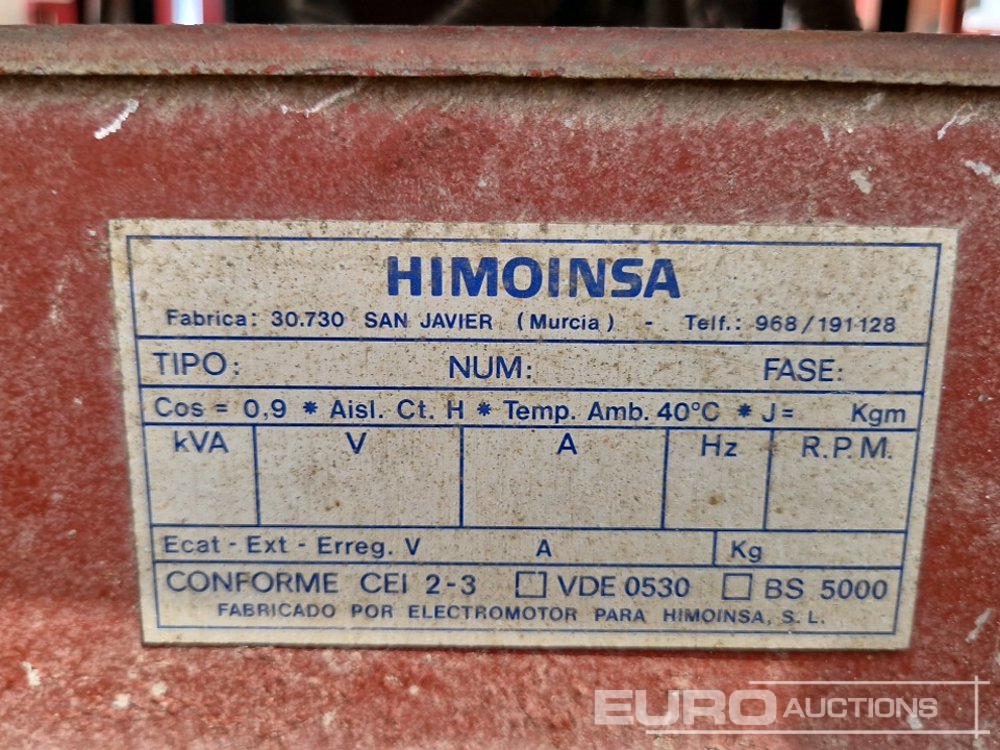 HIMOINSA
Fabrica: 30.730 SAN JAVIER (Murcia) - Telf.: 968/191128
TIPO: NUM: FASE:
Cos = 0,9 * Aisl. Ct. H * Temp. Amb. 40°C * J= Kgm
kVA V A Hz R.P.M.
Ecat - Ext - Erreg. V A Kg
CONFORME CEI 2-3 □ VDE 0530 □ BS 5000
FABRICADO POR ELECTROMOTOR PARA HIMOINSA, S. L.
EURO AUCTIONS